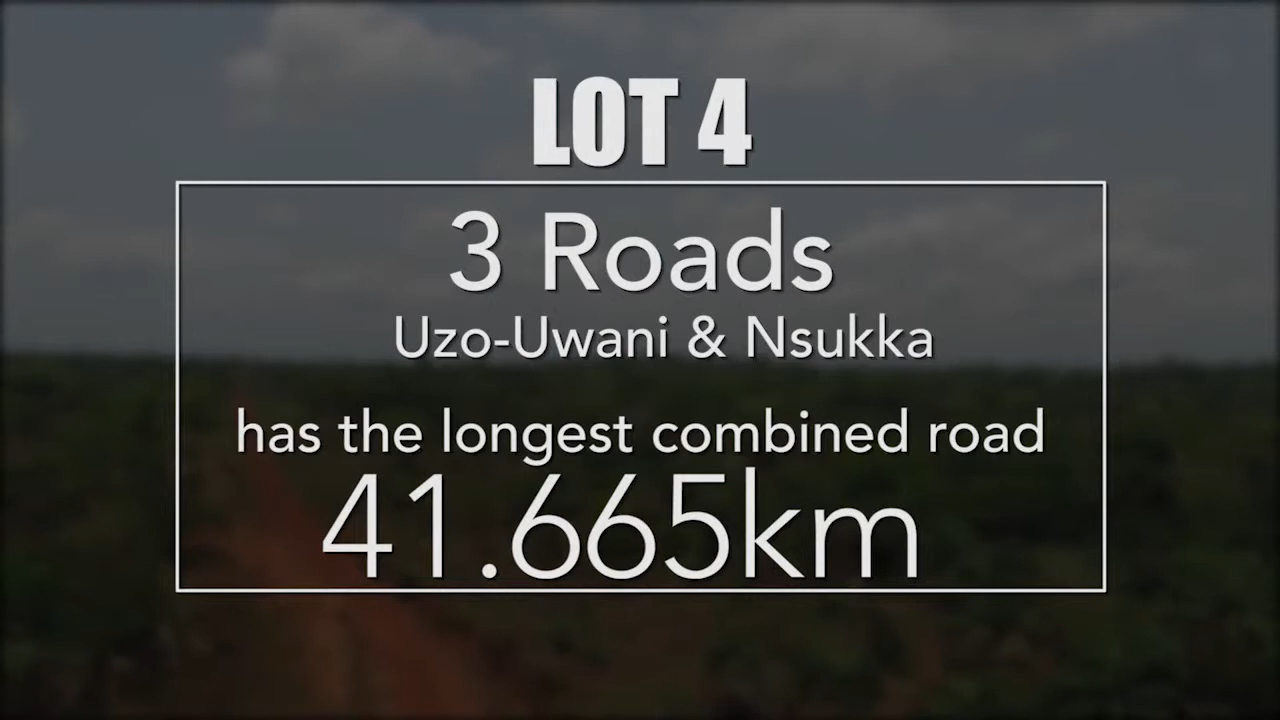 LOT 4
3 Roads
Uzo-Uwani & Nsukka
has the longest combined road
41.665km